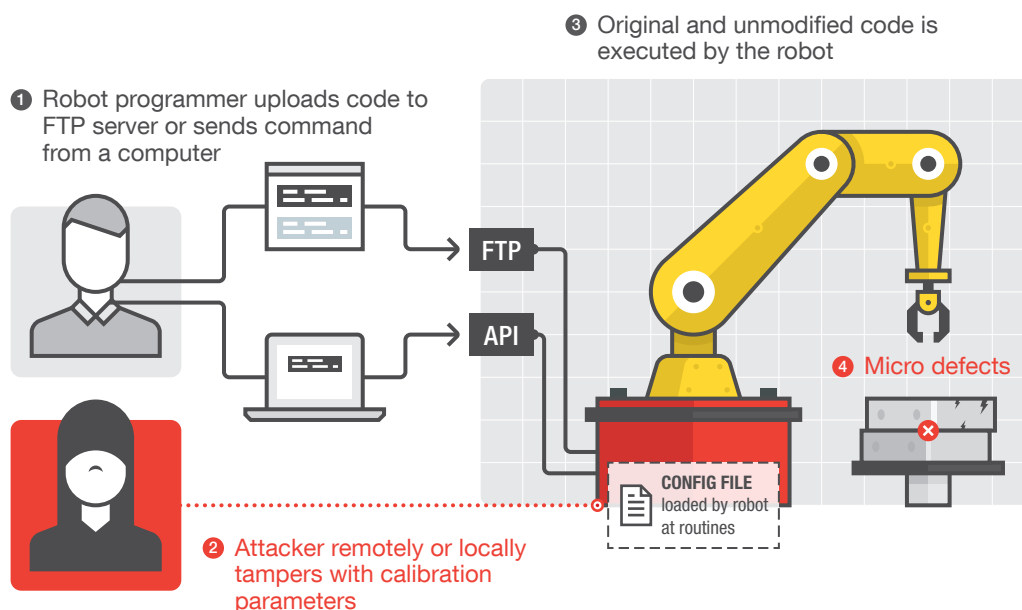 1 Robot programmer uploads code to
FTP server or sends command
from a computer
3 Original and unmodified code is
executed by the robot
FTP
API
4 Micro defects
CONFIG FILE
loaded by robot
at routines
2 Attacker remotely or locally
tampers with calibration
parameters